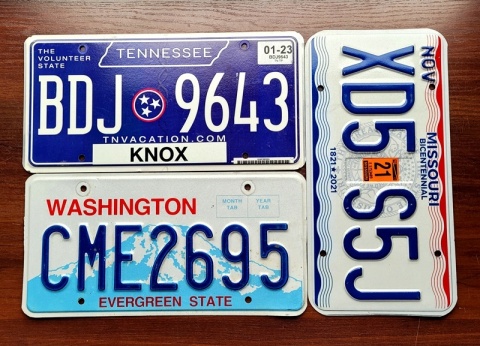 THE
VOLUNTEER
STATE
TENNESSEE
01-23
BDJ9643
BDJ 9643
TNVACATION.COM
KNOX
WASHINGTON
MONTH
TAB
YEAR
TAB
CME2695
EVERGREEN STATE
NOV
MISSOURI
BICENTENNIAL
21
XD5 S5J
1821★2021